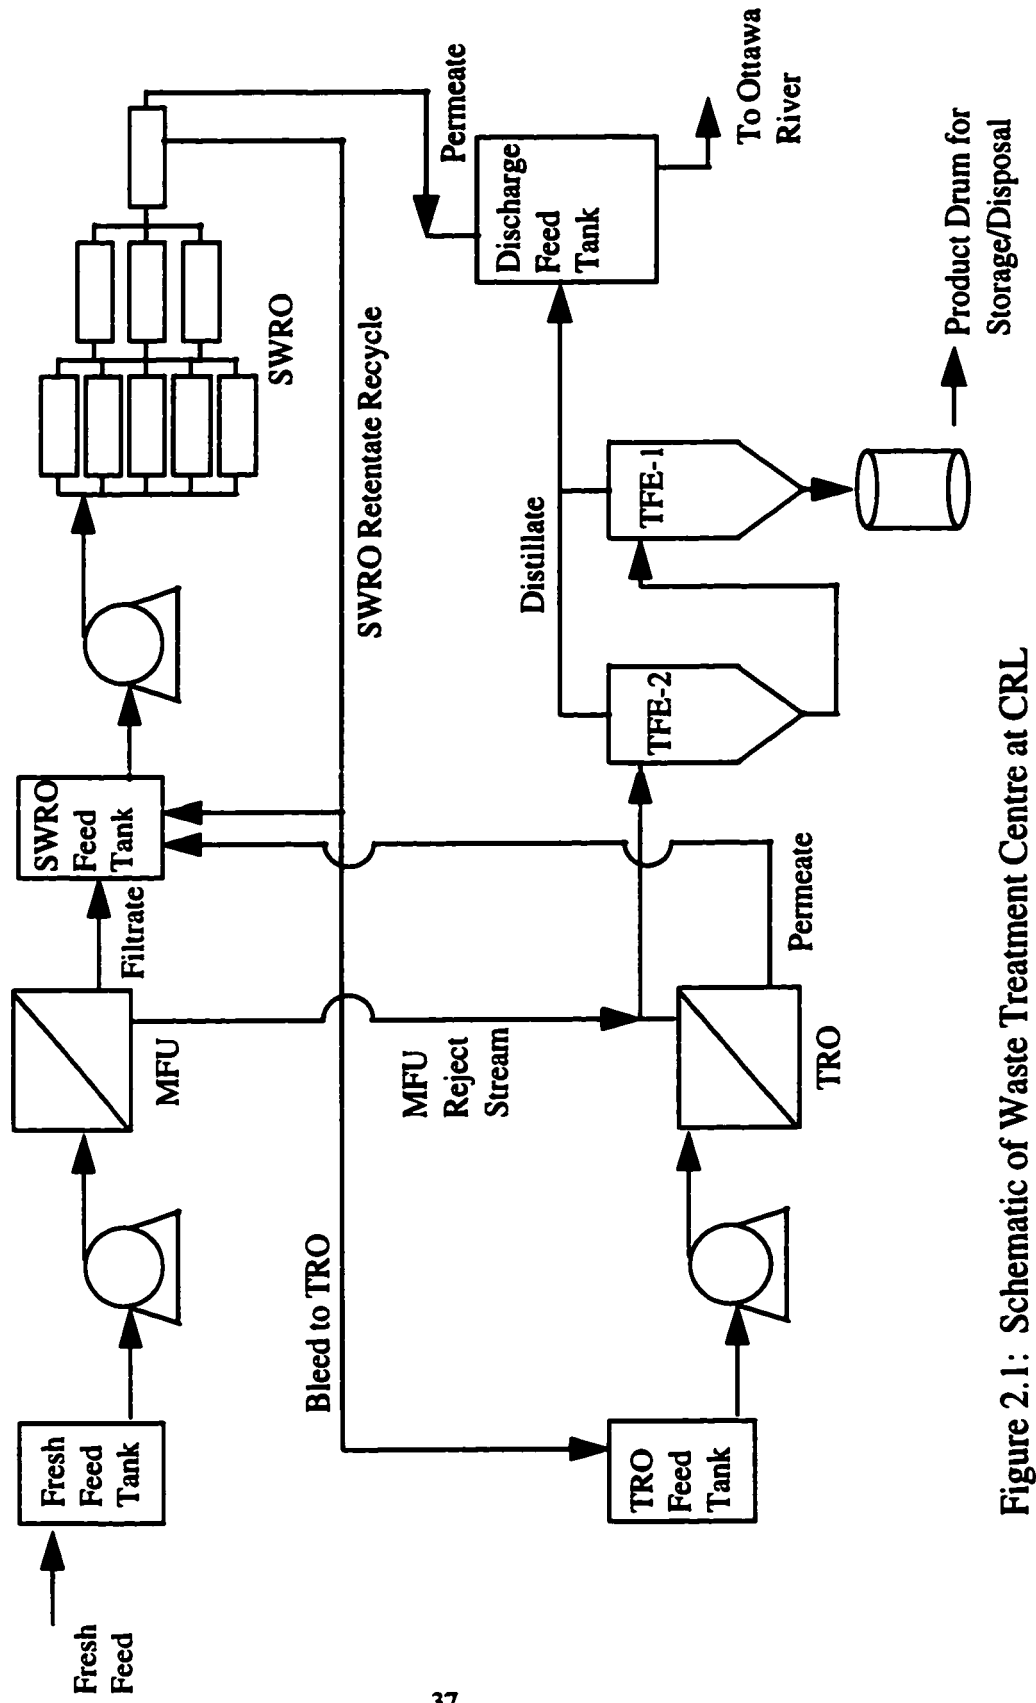 Fresh
Feed
Fresh
Feed
Tank
MFU
Filtrate
SWRO
Feed
Tank
SWRO
Permeate
Bleed to TRO
SWRO Retentate Recycle
MFU
Reject
Stream
Distillate
Discharge
Feed
Tank
To Ottawa
River
TRO
Feed
Tank
TRO
Permeate
TFE-2
TFE-1
Product Drum for
Storage/Disposal
Figure 2.1: Schematic of Waste Treatment Centre at CRL
37